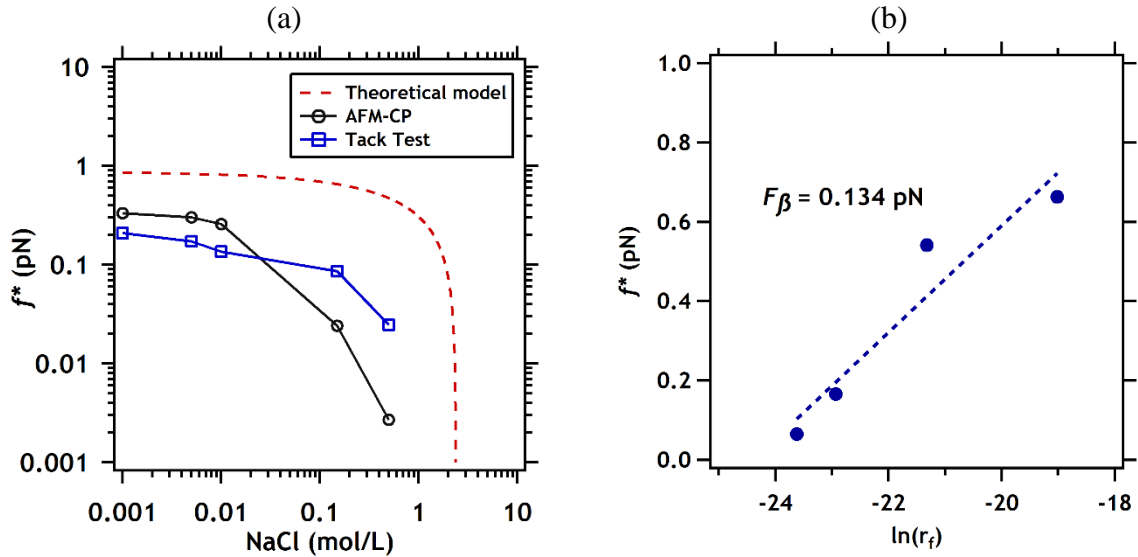 (a)
10
1
0.1
0.01
0.001
f* (pN)
Theoretical model
AFM-CP
Tack Test
0.001
0.01
0.1
1
10
NaCl (mol/L)
(b)
1.0
0.8
0.6
0.4
0.2
0.0
f* (pN)
Fβ = 0.134 pN
-24
-22
-20
-18
ln(rf)